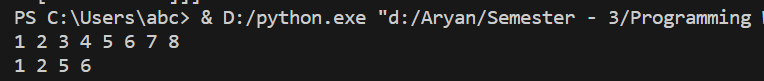 ]]]
PS C:\Users\abc> & D:/python.exe "d:/Aryan/Semester - 3/Programming
1 2 3 4 5 6 7 8
1 2 5 6